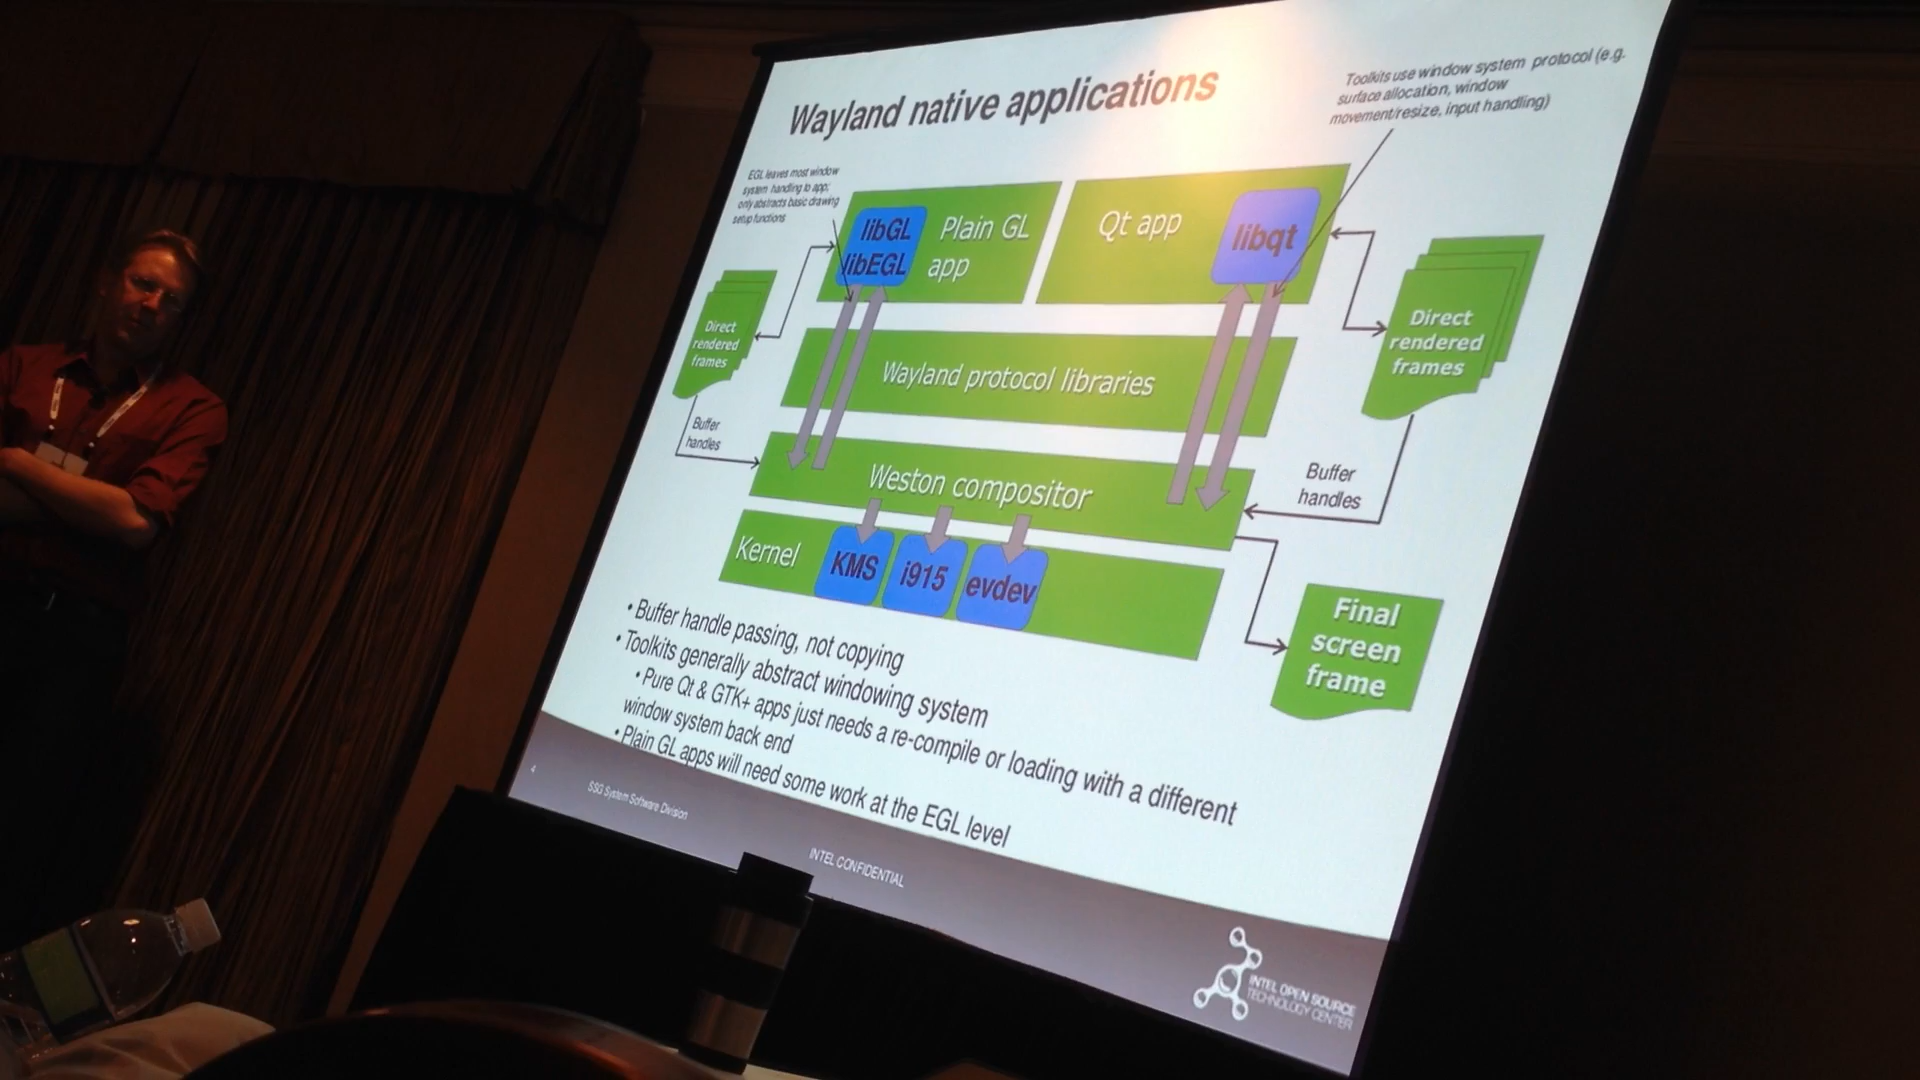 Wayland native applications
Toolkits use window system protocol (e.g.
surface allocation, window
movement/resize, input handling)
EGL leaves most window
system handling to app;
only abstracts basic drawing
setup functions
libGL
libEGL
Plain GL
app
Qt app
libqt
Direct
rendered
frames
Direct
rendered
frames
Wayland protocol libraries
Buffer
handles
Weston compositor
Buffer
handles
Kernel
KMS
i915
evdev
Final
screen
frame
• Buffer handle passing, not copying
• Toolkits generally abstract windowing system
• Pure Qt & GTK+ apps just needs a re-compile or loading with a different
window system back end
• Plain GL apps will need some work at the EGL level
4
SSG System Software Division
INTEL CONFIDENTIAL
INTEL OPEN SOURCE
TECHNOLOGY CENTER